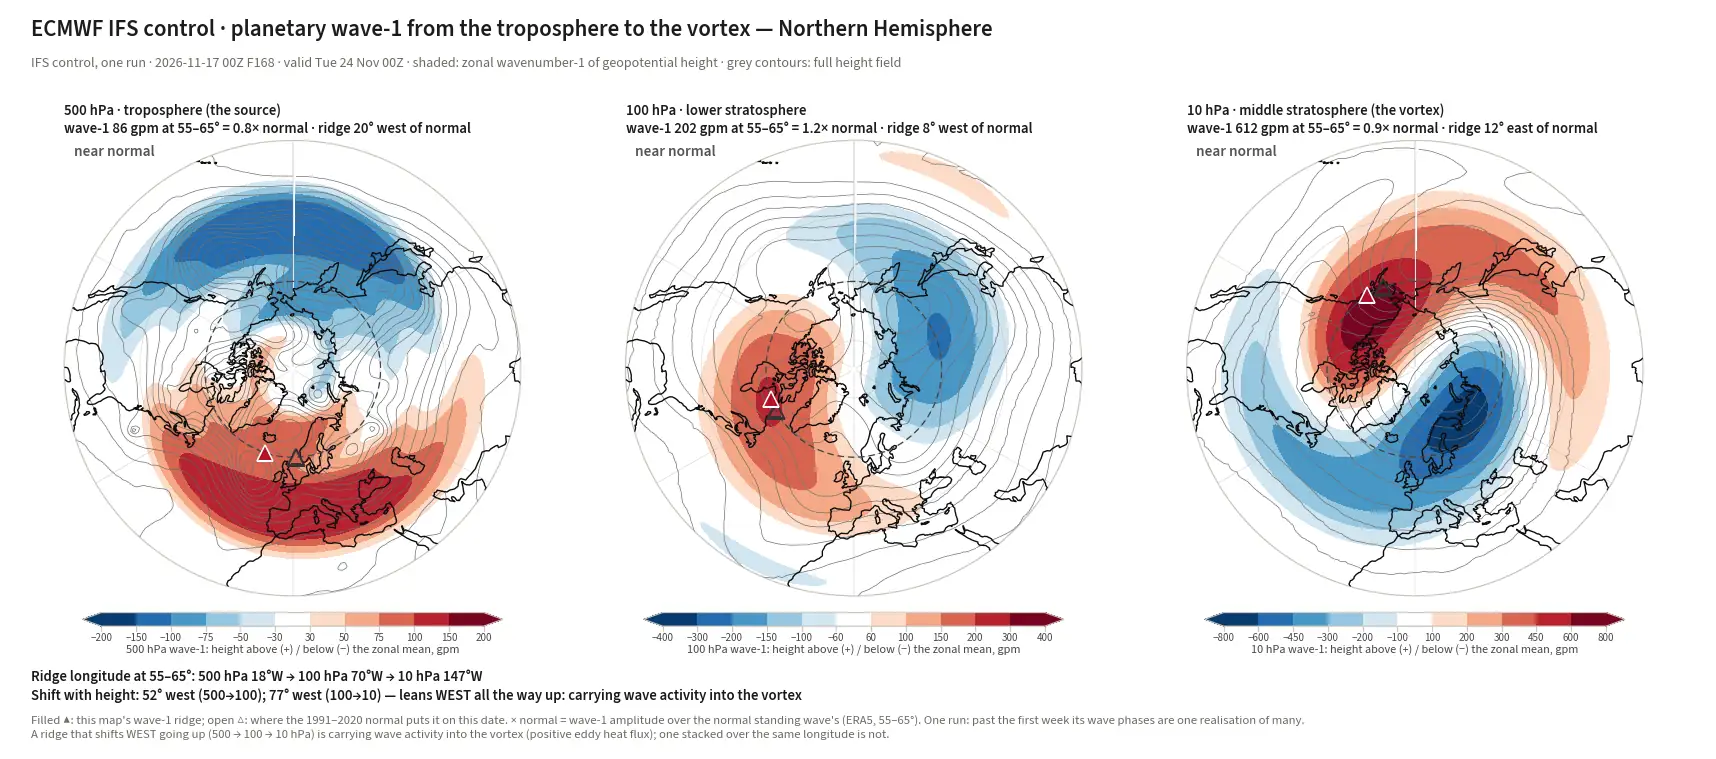 ECMWF IFS control · planetary wave-1 from the troposphere to the vortex — Northern Hemisphere
IFS control, one run · 2026-11-17 00Z F168 · valid Tue 24 Nov 00Z · shaded: zonal wavenumber-1 of geopotential height · grey contours: full height field
500 hPa · troposphere (the source)
wave-1 86 gpm at 55–65° = 0.8× normal · ridge 20° west of normal
near normal
100 hPa · lower stratosphere
wave-1 202 gpm at 55–65° = 1.2× normal · ridge 8° west of normal
near normal
10 hPa · middle stratosphere (the vortex)
wave-1 612 gpm at 55–65° = 0.9× normal · ridge 12° east of normal
near normal
−200 −150 −100 −75 −50 −30 30 50 75 100 150 200
500 hPa wave-1: height above (+) / below (−) the zonal mean, gpm
−400 −300 −200 −150 −100 −60 60 100 150 200 300 400
100 hPa wave-1: height above (+) / below (−) the zonal mean, gpm
−800 −600 −450 −300 −200 −100 100 200 300 450 600 800
10 hPa wave-1: height above (+) / below (−) the zonal mean, gpm
Ridge longitude at 55–65°: 500 hPa 18°W → 100 hPa 70°W → 10 hPa 147°W
Shift with height: 52° west (500→100); 77° west (100→10) — leans WEST all the way up: carrying wave activity into the vortex
Filled ▲: this map's wave-1 ridge; open △: where the 1991–2020 normal puts it on this date. × normal = wave-1 amplitude over the normal standing wave's (ERA5, 55–65°). One run: past the first week its wave phases are one realisation of many.
A ridge that shifts WEST going up (500 → 100 → 10 hPa) is carrying wave activity into the vortex (positive eddy heat flux); one stacked over the same longitude is not.